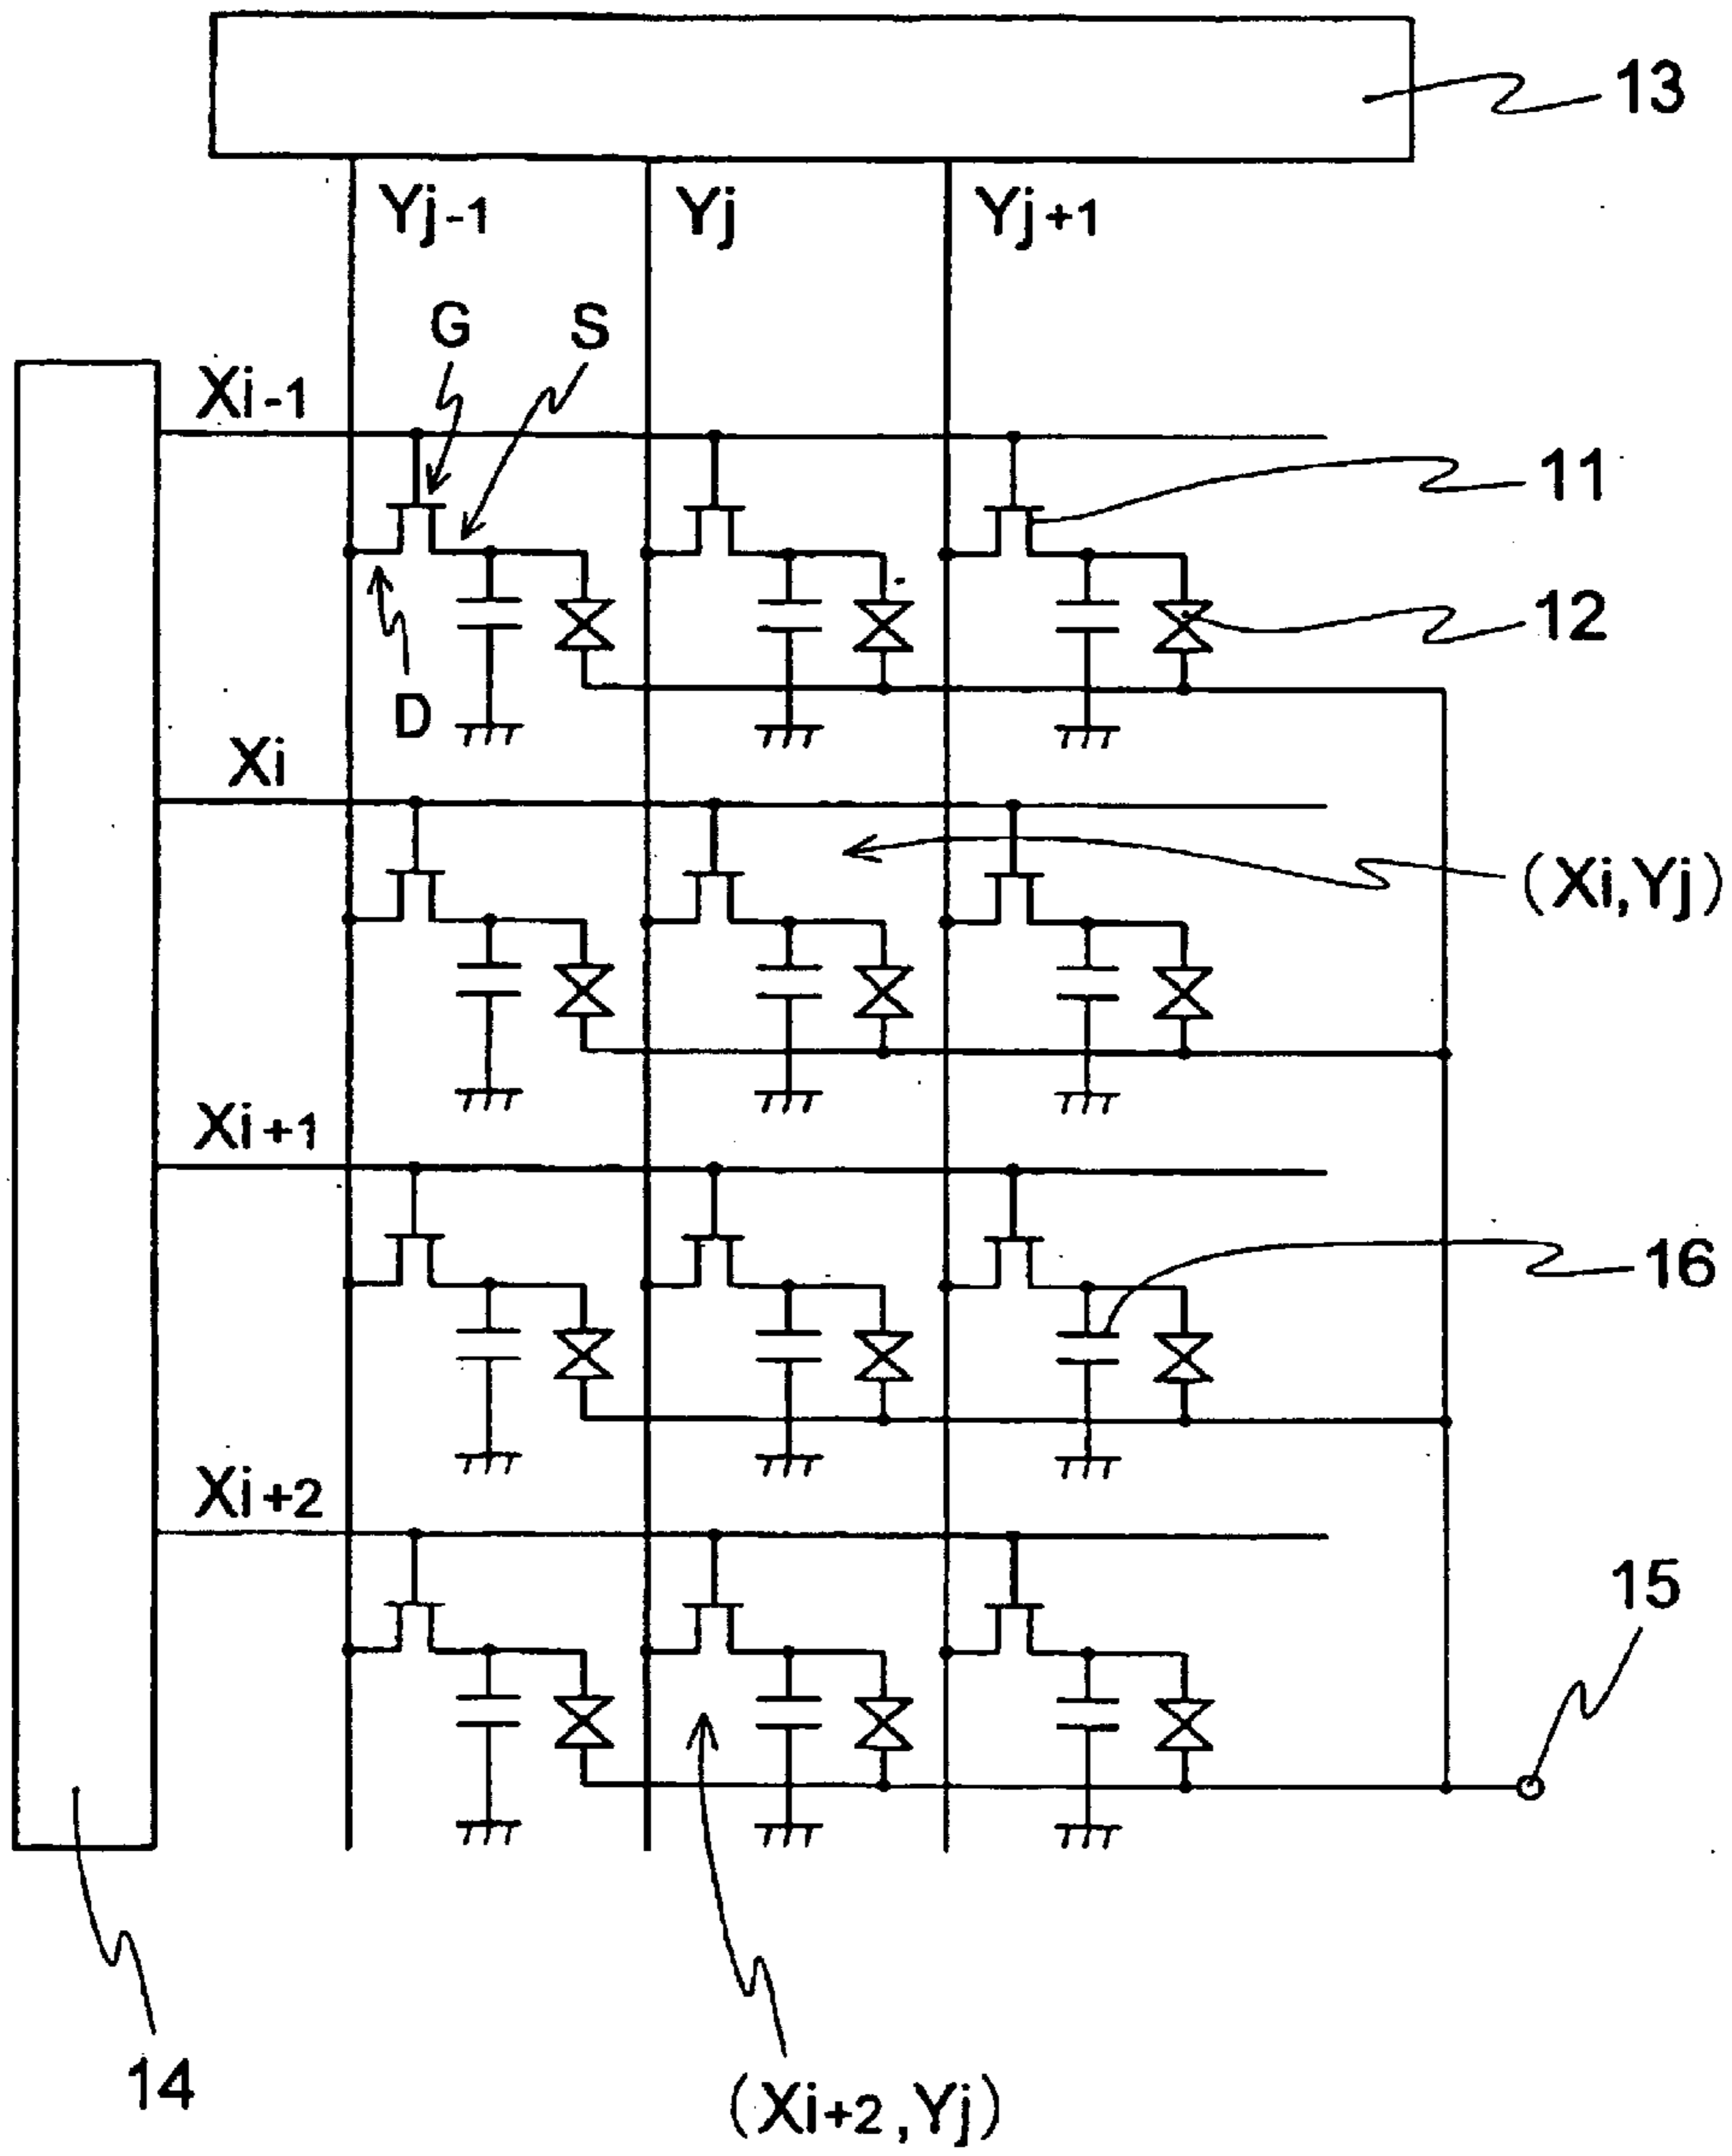 13
Yj-1
Yj
Yj+1
G
S
Xi-1
11
12
D
Xi
(Xi,Yj)
Xi+1
16
Xi+2
15
14
(Xi+2,Yj)